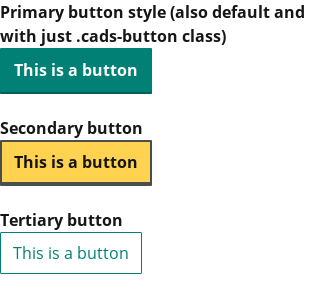 Primary button style (also default and
with just .cads-button class)
This is a button
Secondary button
This is a button
Tertiary button
This is a button